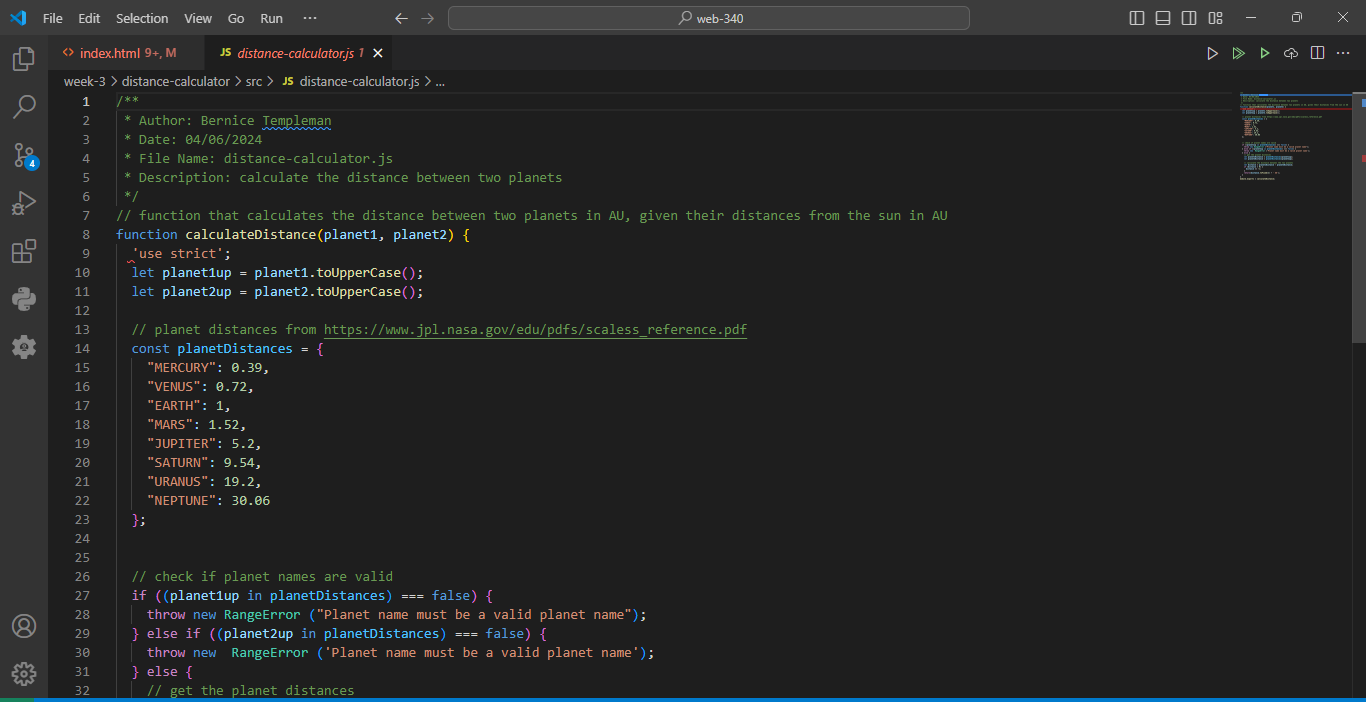 File Edit Selection View Go Run ··· web-340
<> index.html 9+, M JS distance-calculator.js 1
week-3 > distance-calculator > src > JS distance-calculator.js > ...
1 /**
2 * Author: Bernice Templeman
3 * Date: 04/06/2024
4 * File Name: distance-calculator.js
5 * Description: calculate the distance between two planets
6 */
7 // function that calculates the distance between two planets in AU, given their distances from the sun in AU
8 function calculateDistance(planet1, planet2) {
9 'use strict';
10 let planet1up = planet1.toUpperCase();
11 let planet2up = planet2.toUpperCase();
12
13 // planet distances from https://www.jpl.nasa.gov/edu/pdfs/scaless_reference.pdf
14 const planetDistances = {
15 "MERCURY": 0.39,
16 "VENUS": 0.72,
17 "EARTH": 1,
18 "MARS": 1.52,
19 "JUPITER": 5.2,
20 "SATURN": 9.54,
21 "URANUS": 19.2,
22 "NEPTUNE": 30.06
23 };
24
25
26 // check if planet names are valid
27 if ((planet1up in planetDistances) === false) {
28 throw new RangeError ("Planet name must be a valid planet name");
29 } else if ((planet2up in planetDistances) === false) {
30 throw new  RangeError ('Planet name must be a valid planet name');
31 } else {
32 // get the planet distances
4